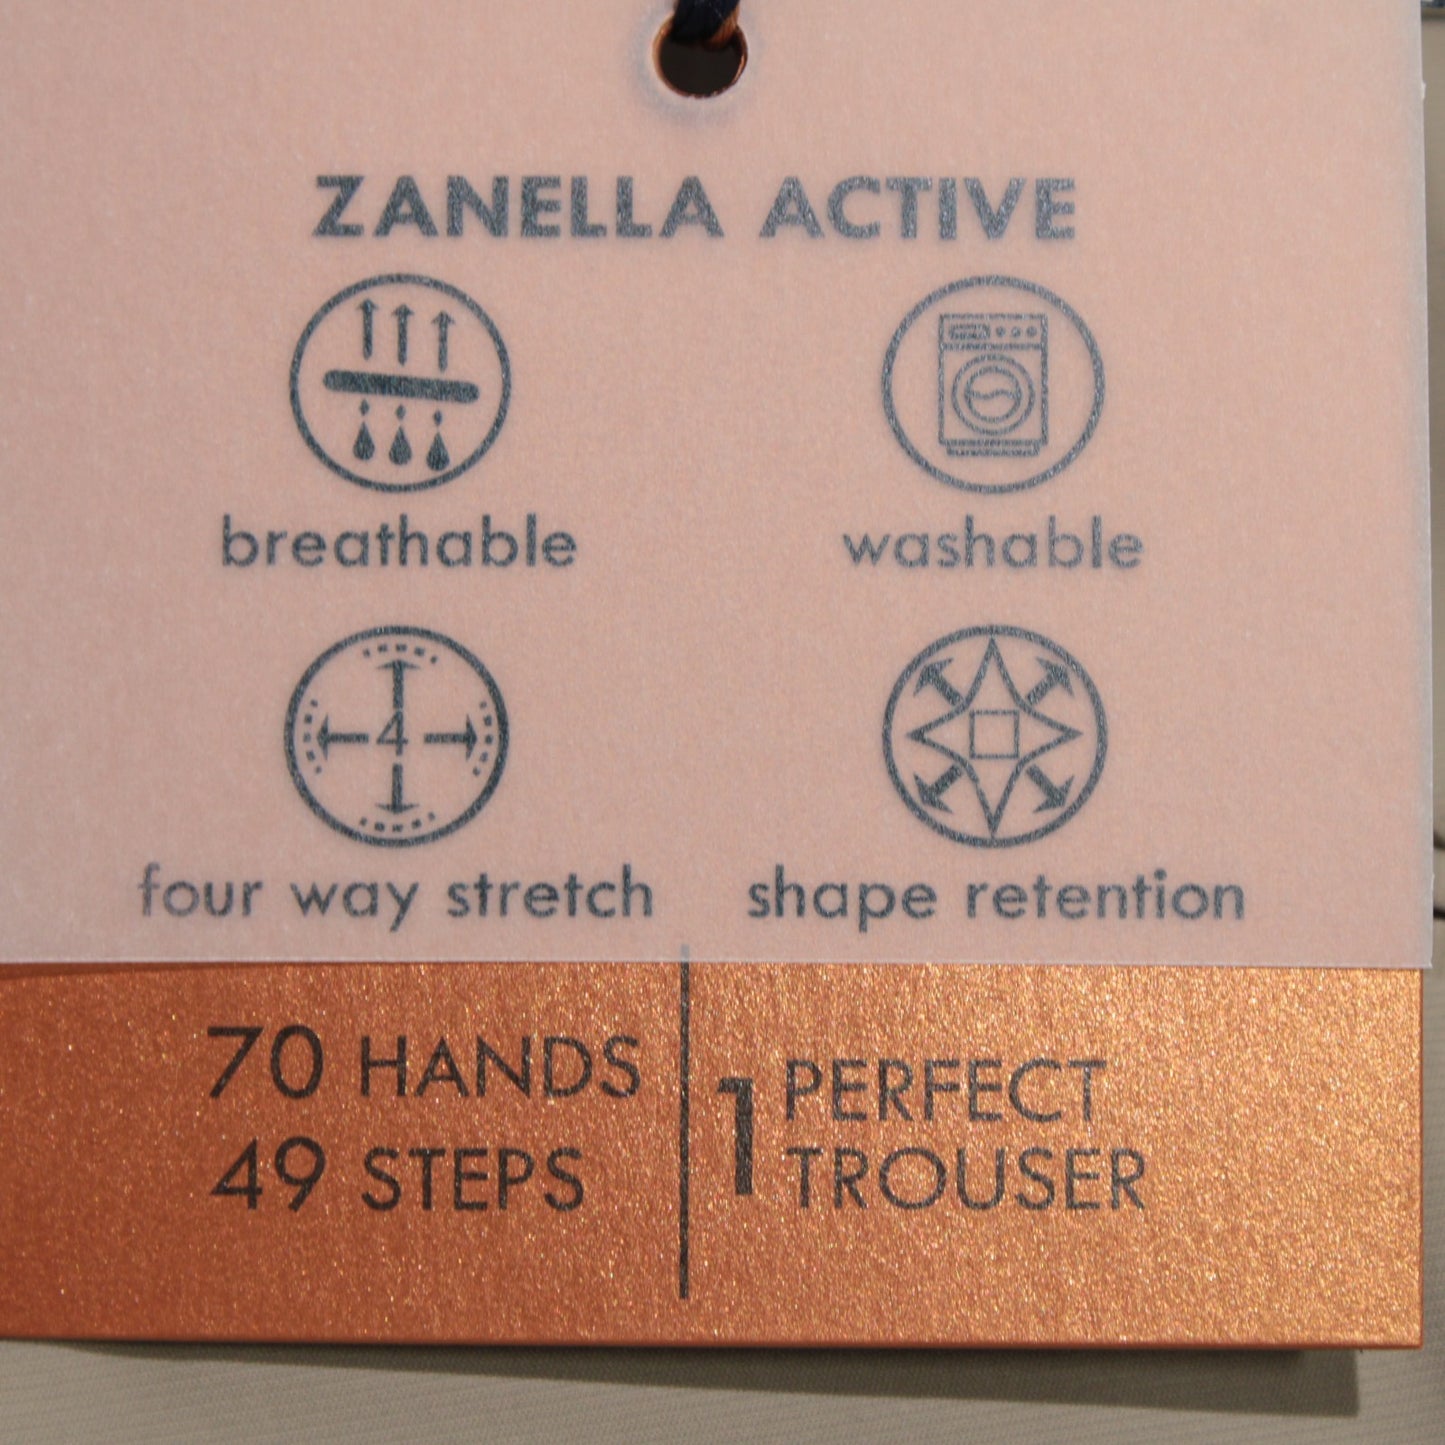 ZANELLA ACTIVE
breathable
washable
4
four way stretch
shape retention
70 HANDS
49 STEPS
1 PERFECT
TROUSER